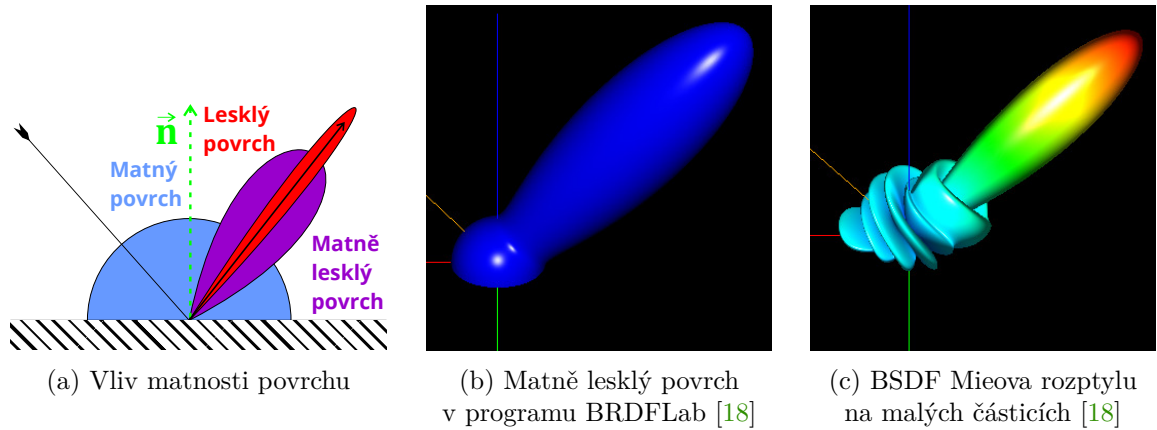 n
Lesklý
povrch
Matný
povrch
Matně
lesklý
povrch
(a) Vliv matnosti povrchu
(b) Matně lesklý povrch
v programu BRDFLab [18]
(c) BSDF Mieova rozptylu
na malých částicích [18]